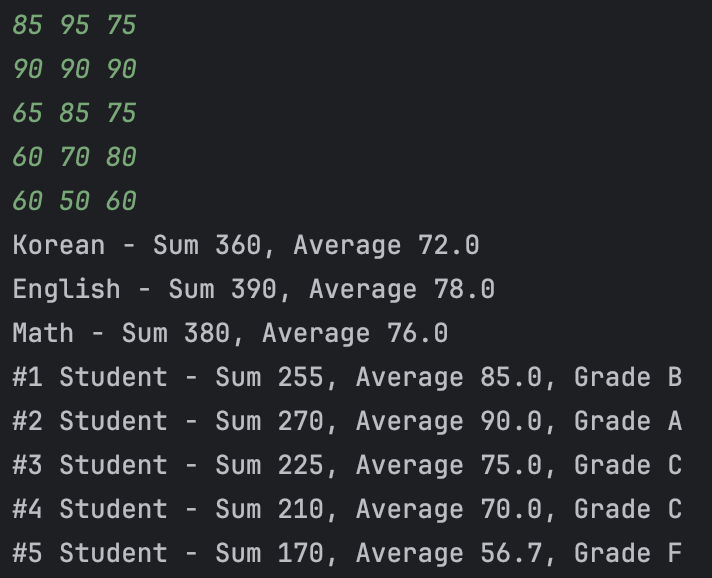 85 95 75
90 90 90
65 85 75
60 70 80
60 50 60
Korean - Sum 360, Average 72.0
English - Sum 390, Average 78.0
Math - Sum 380, Average 76.0
#1 Student - Sum 255, Average 85.0, Grade B
#2 Student - Sum 270, Average 90.0, Grade A
#3 Student - Sum 225, Average 75.0, Grade C
#4 Student - Sum 210, Average 70.0, Grade C
#5 Student - Sum 170, Average 56.7, Grade F